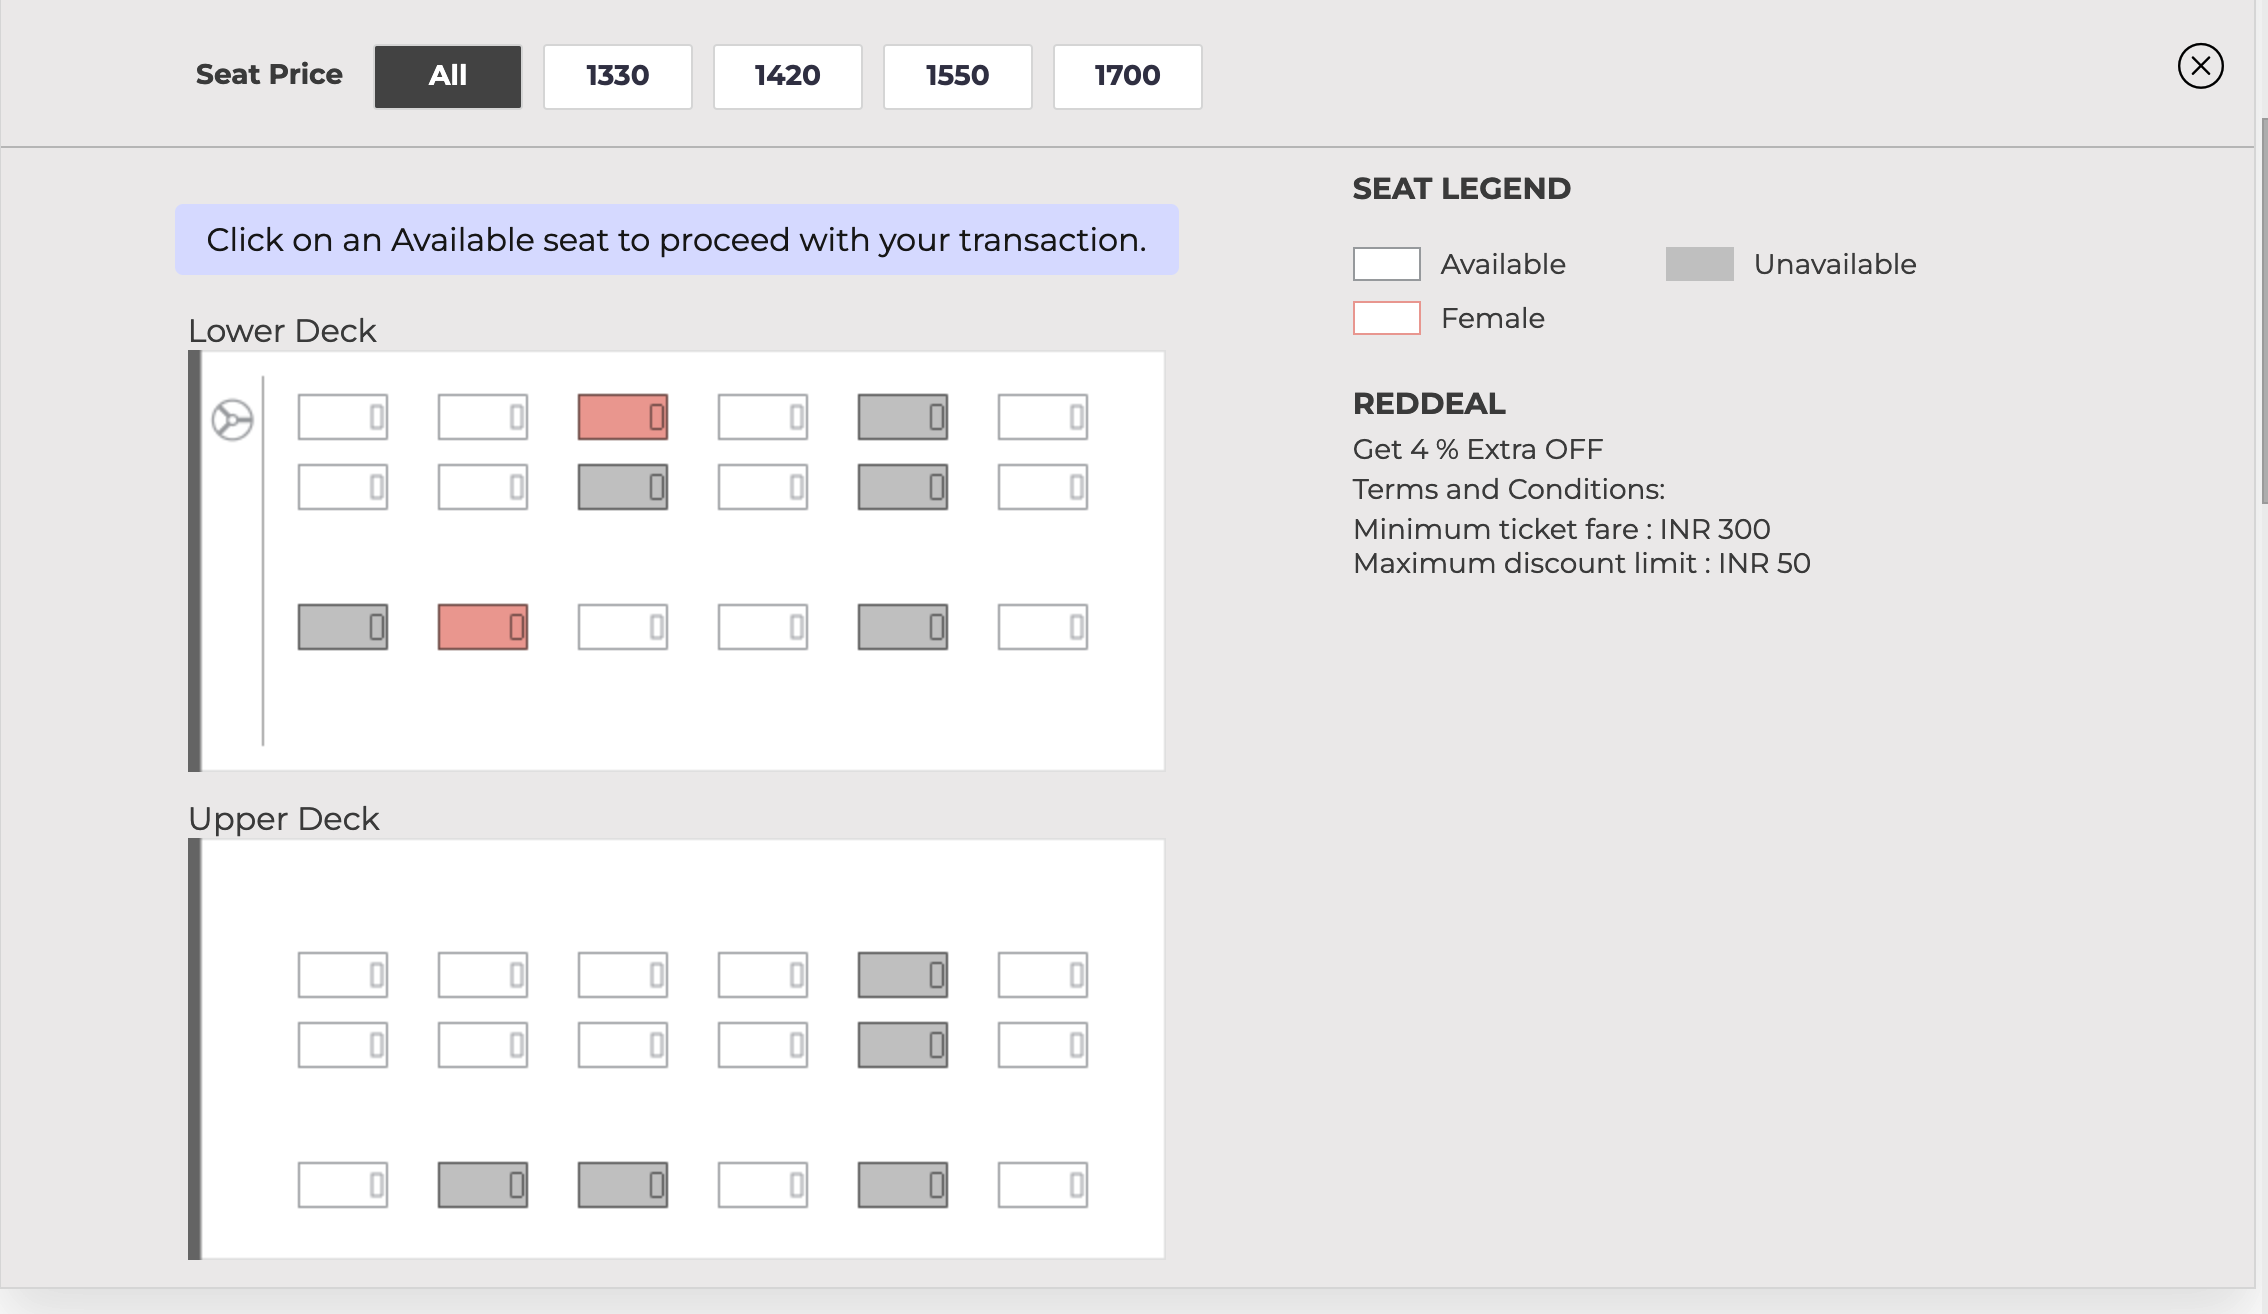 Seat Price All 1330 1420 1550 1700
Click on an Available seat to proceed with your transaction.
Lower Deck
Upper Deck
SEAT LEGEND
Available Unavailable
Female
REDDEAL
Get 4 % Extra OFF
Terms and Conditions:
Minimum ticket fare : INR 300
Maximum discount limit : INR 50